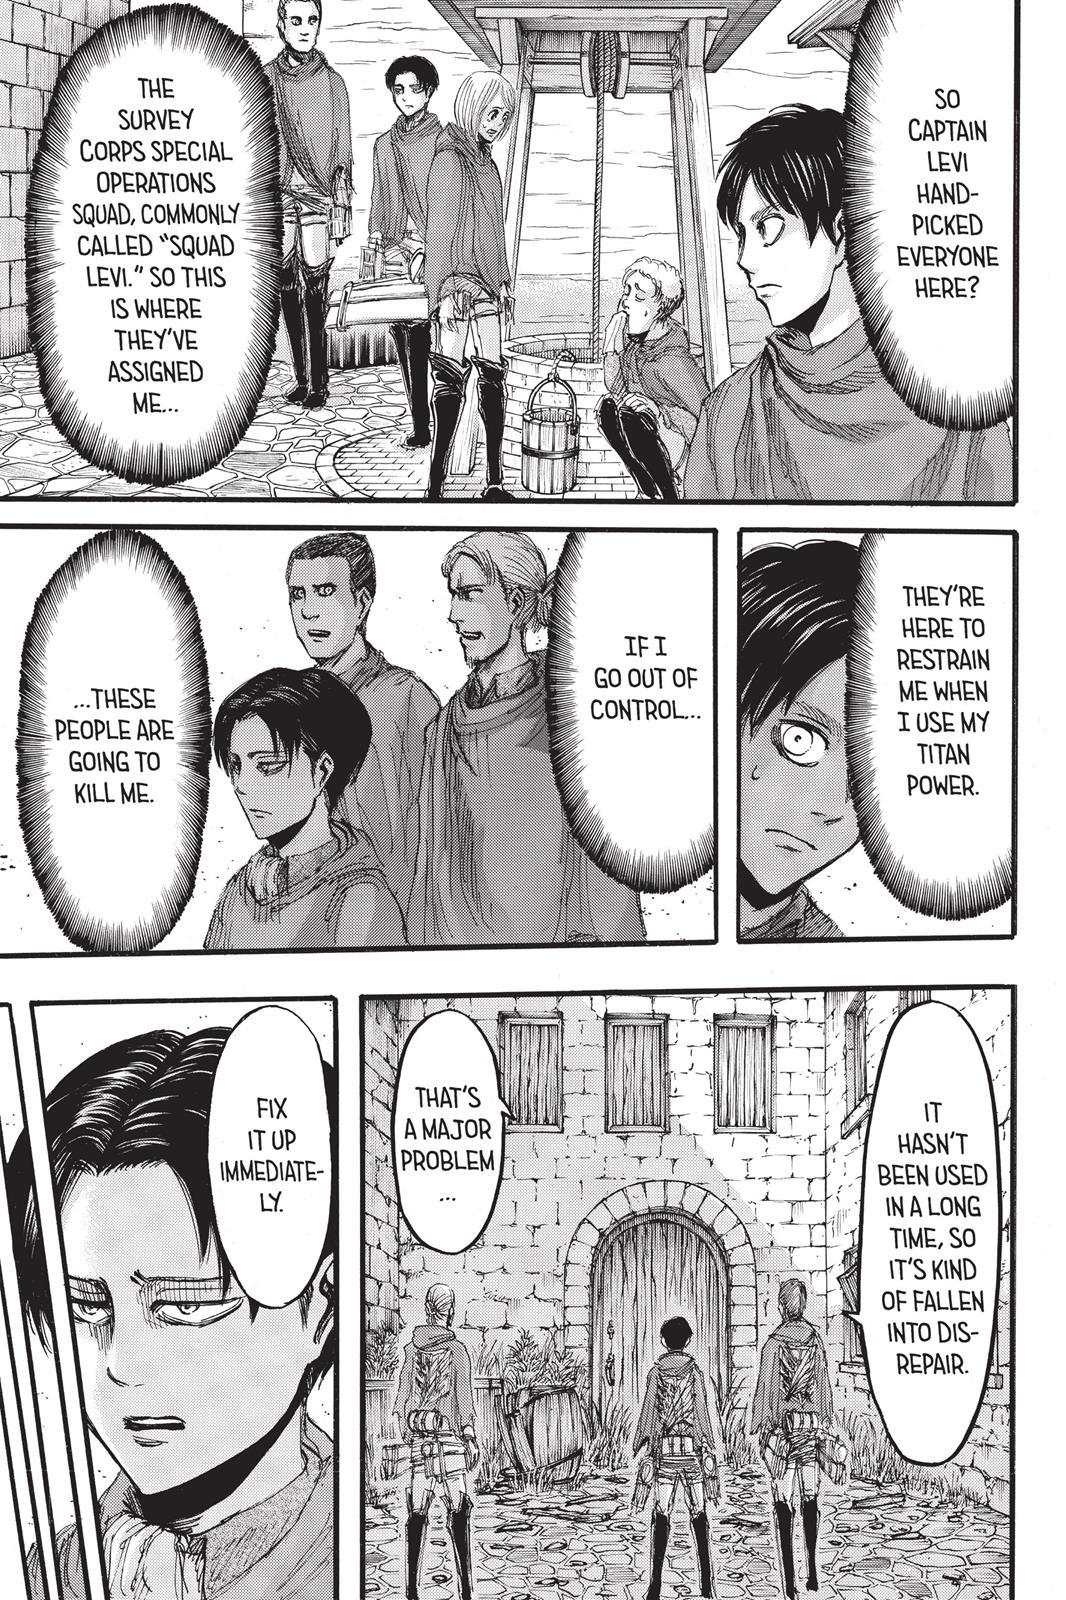 SO
CAPTAIN
LEVI
HAND-
PICKED
EVERYONE
HERE?
THE
SURVEY
CORPS SPECIAL
OPERATIONS
SQUAD, COMMONLY
CALLED "SQUAD
LEVI." SO THIS
IS WHERE
THEY'VE
ASSIGNED
ME...
THEY'RE
HERE TO
RESTRAIN
ME WHEN
I USE MY
TITAN
POWER.
IF I
GO OUT OF
CONTROL...
...THESE
PEOPLE ARE
GOING TO
KILL ME.
IT
HASN'T
BEEN USED
IN A LONG
TIME, SO
IT'S KIND
OF FALLEN
INTO DIS-
REPAIR.
THAT'S
A MAJOR
PROBLEM
...
FIX
IT UP
IMMEDIATE-
LY.